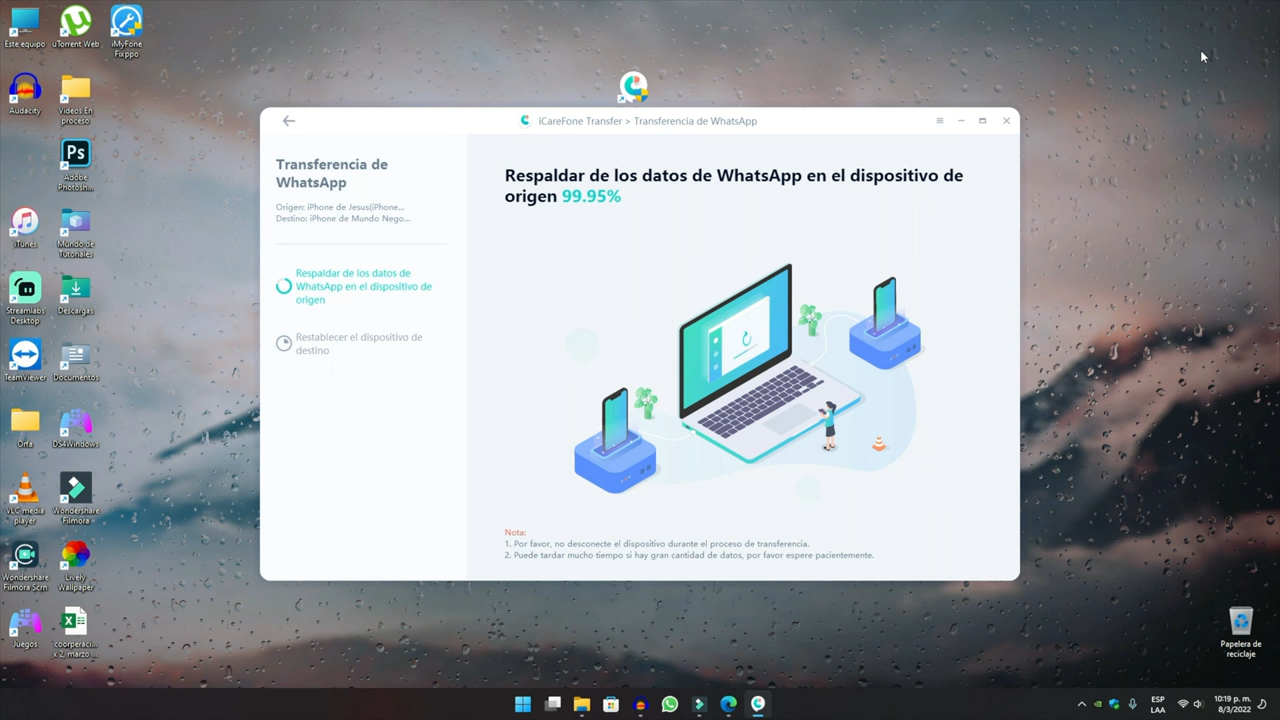 Este equipo
uTorrent Web
iMyFone
Fixppo
Audacity
Videos En
proceso
Ps
Adobe
Photosh...
iTunes
Mundo de
Tutoriales
Streamlabs
Desktop
Descargas
TeamViewer
Documentos
Orfa
DS4Windows
VLC media
player
Wondershare
Filmora
Wondershare
Filmora Scrn
Lively
Wallpaper
Juegos
coorperaci...
x 2, marzo ...
iCareFone Transfer > Transferencia de WhatsApp
Transferencia de
WhatsApp
Origen: iPhone de Jesus(iPhone...
Destino: iPhone de Mundo Nego...
Respaldar de los datos de
WhatsApp en el dispositivo de
origen
Restablecer el dispositivo de
destino
Respaldar de los datos de WhatsApp en el dispositivo de
origen 99.95%
Nota:
1. Por favor, no desconecte el dispositivo durante el proceso de transferencia.
2. Puede tardar mucho tiempo si hay gran cantidad de datos, por favor espere pacientemente.
Papelera de
reciclaje
ESP
LAA
10:19 p. m.
8/3/2022